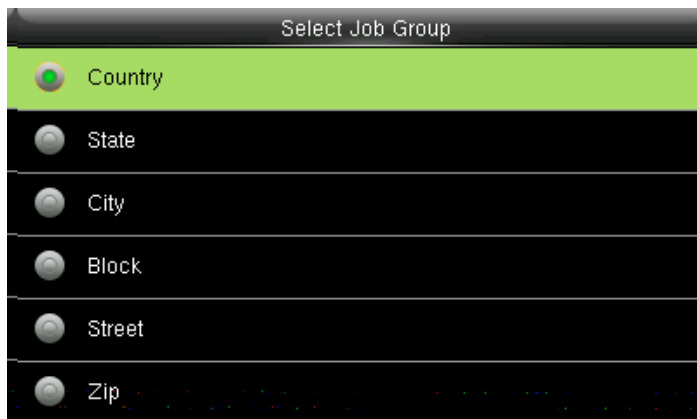 Select Job Group
Country
State
City
Block
Street
Zip